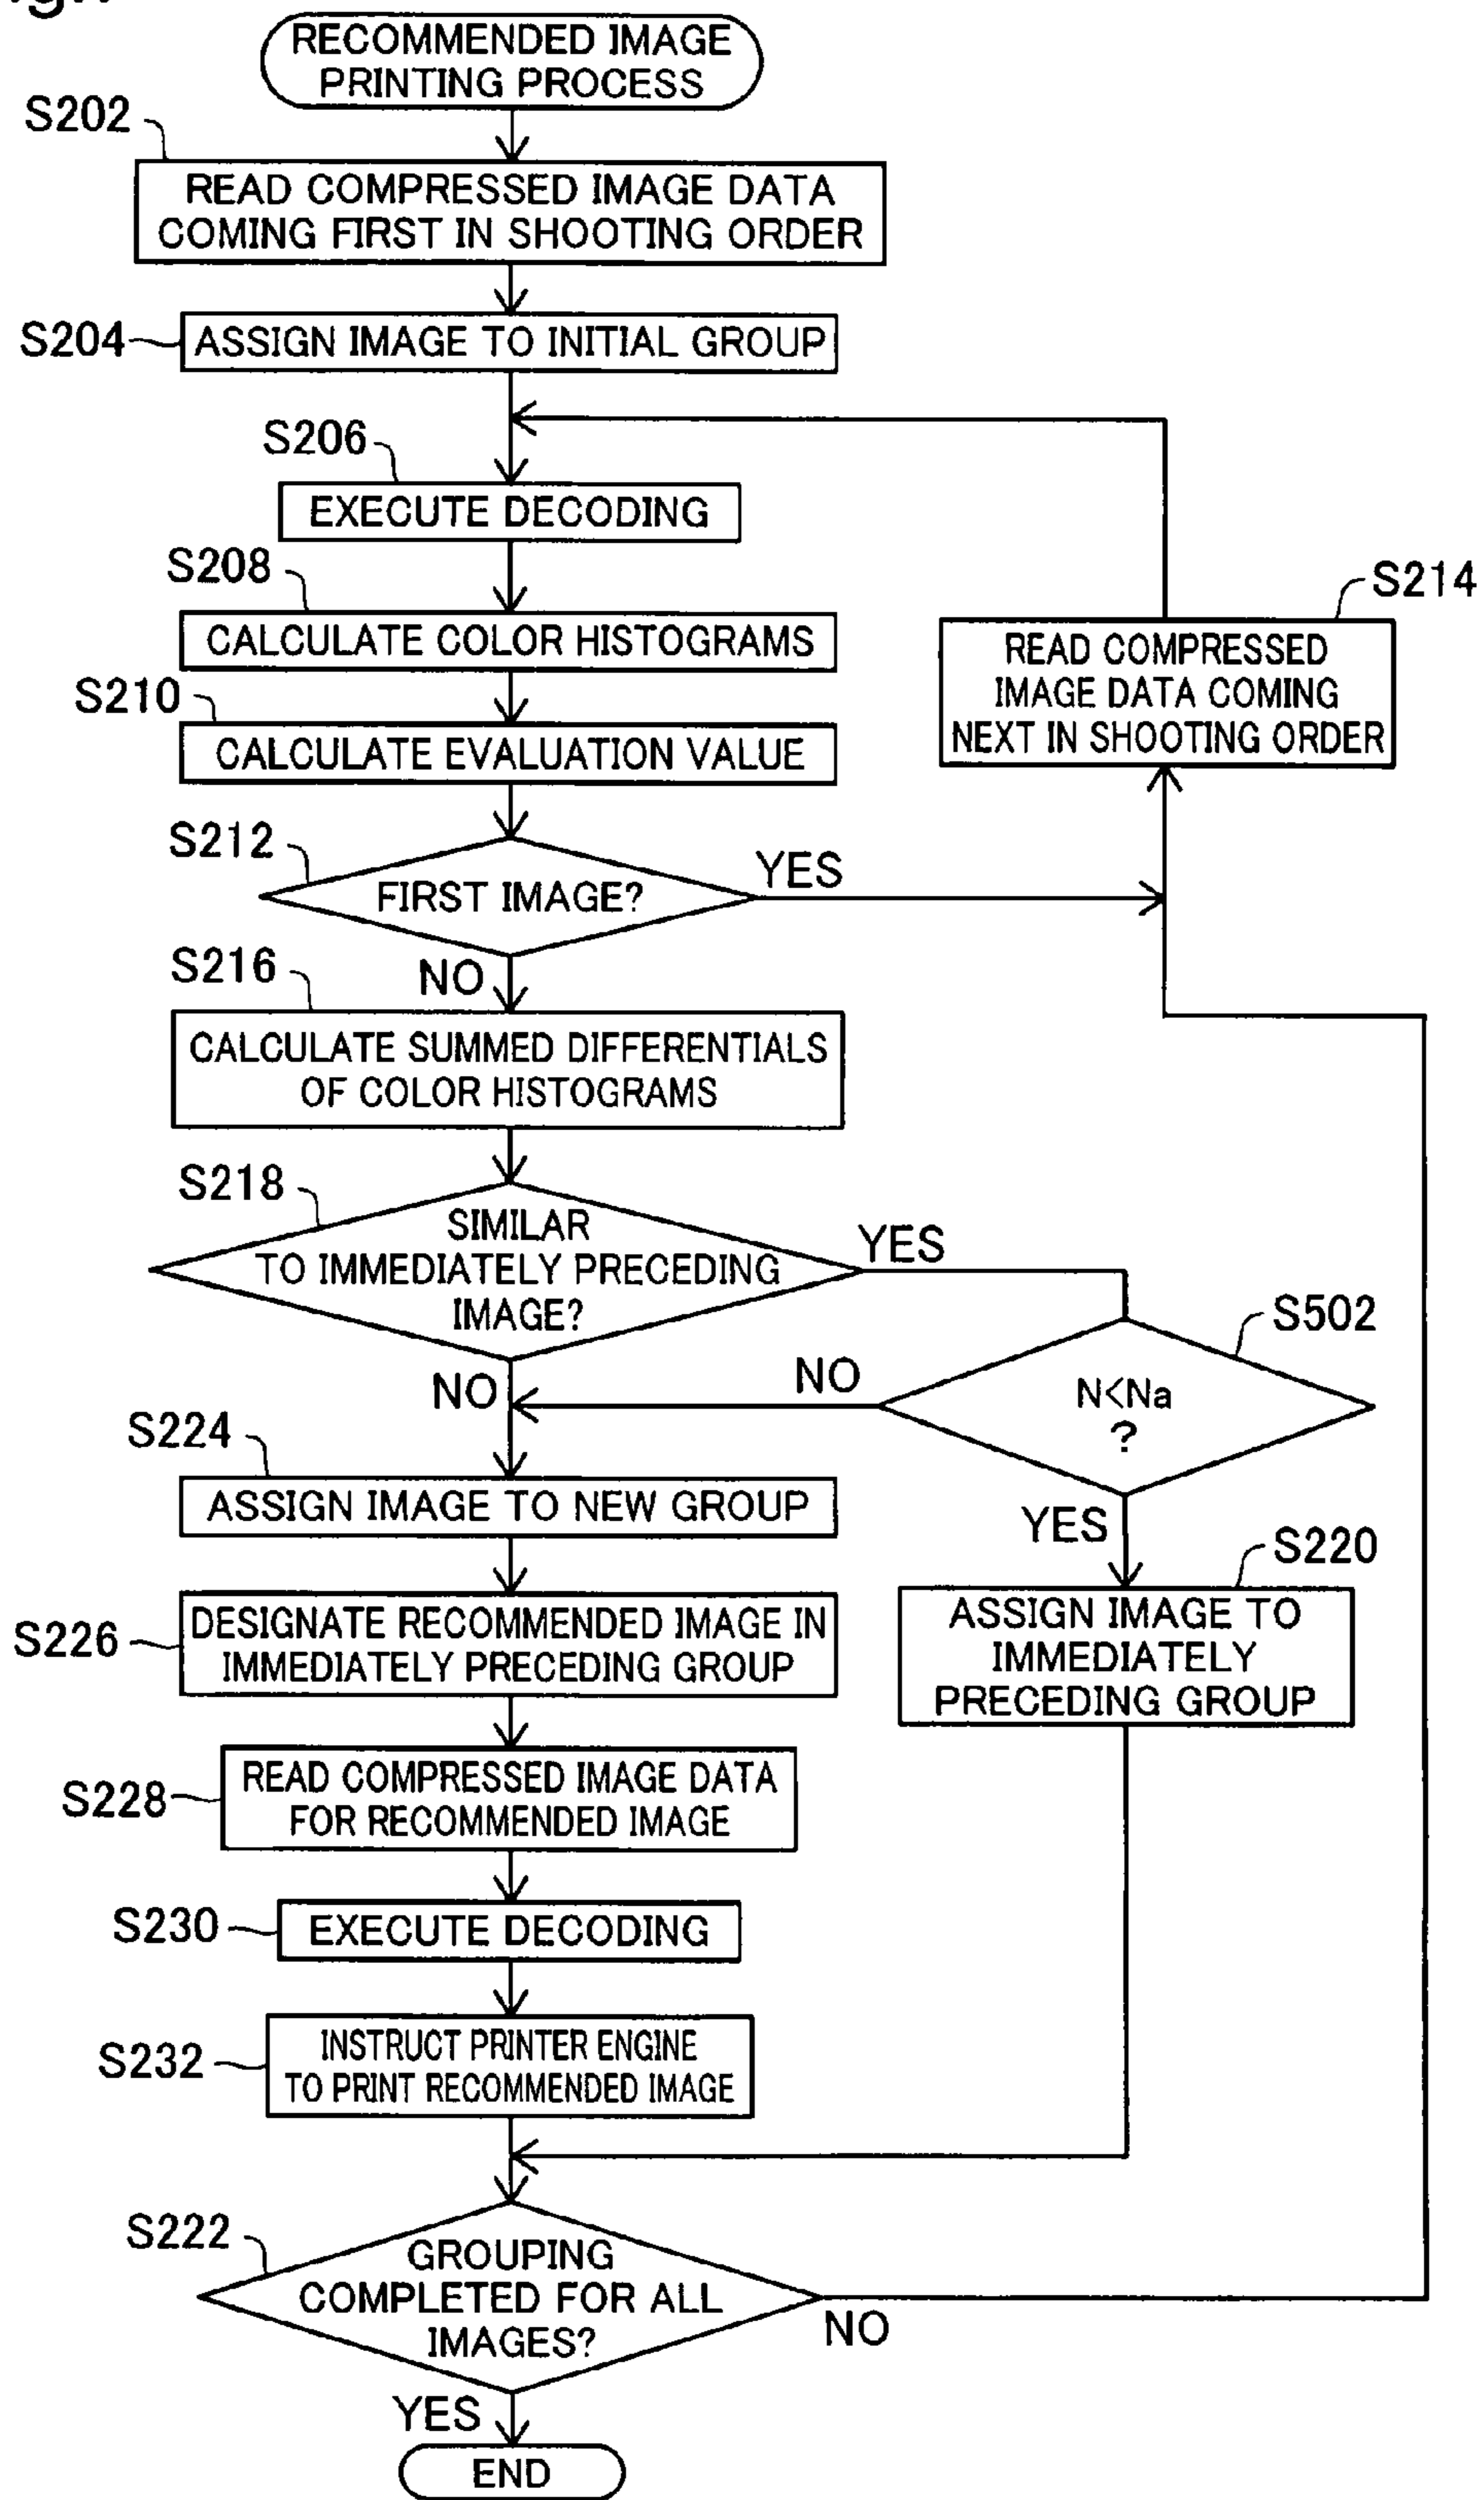 RECOMMENDED IMAGE
PRINTING PROCESS
S202
READ COMPRESSED IMAGE DATA
COMING FIRST IN SHOOTING ORDER
S204
ASSIGN IMAGE TO INITIAL GROUP
S206
EXECUTE DECODING
S208
CALCULATE COLOR HISTOGRAMS
S214
READ COMPRESSED
IMAGE DATA COMING
NEXT IN SHOOTING ORDER
S210
CALCULATE EVALUATION VALUE
S212
FIRST IMAGE?
YES
NO
S216
CALCULATE SUMMED DIFFERENTIALS
OF COLOR HISTOGRAMS
S218
SIMILAR
TO IMMEDIATELY PRECEDING
IMAGE?
YES
NO
S502
N<Na
?
NO
YES
S224
ASSIGN IMAGE TO NEW GROUP
S220
ASSIGN IMAGE TO
IMMEDIATELY
PRECEDING GROUP
S226
DESIGNATE RECOMMENDED IMAGE IN
IMMEDIATELY PRECEDING GROUP
S228
READ COMPRESSED IMAGE DATA
FOR RECOMMENDED IMAGE
S230
EXECUTE DECODING
S232
INSTRUCT PRINTER ENGINE
TO PRINT RECOMMENDED IMAGE
S222
GROUPING
COMPLETED FOR ALL
IMAGES?
NO
YES
END